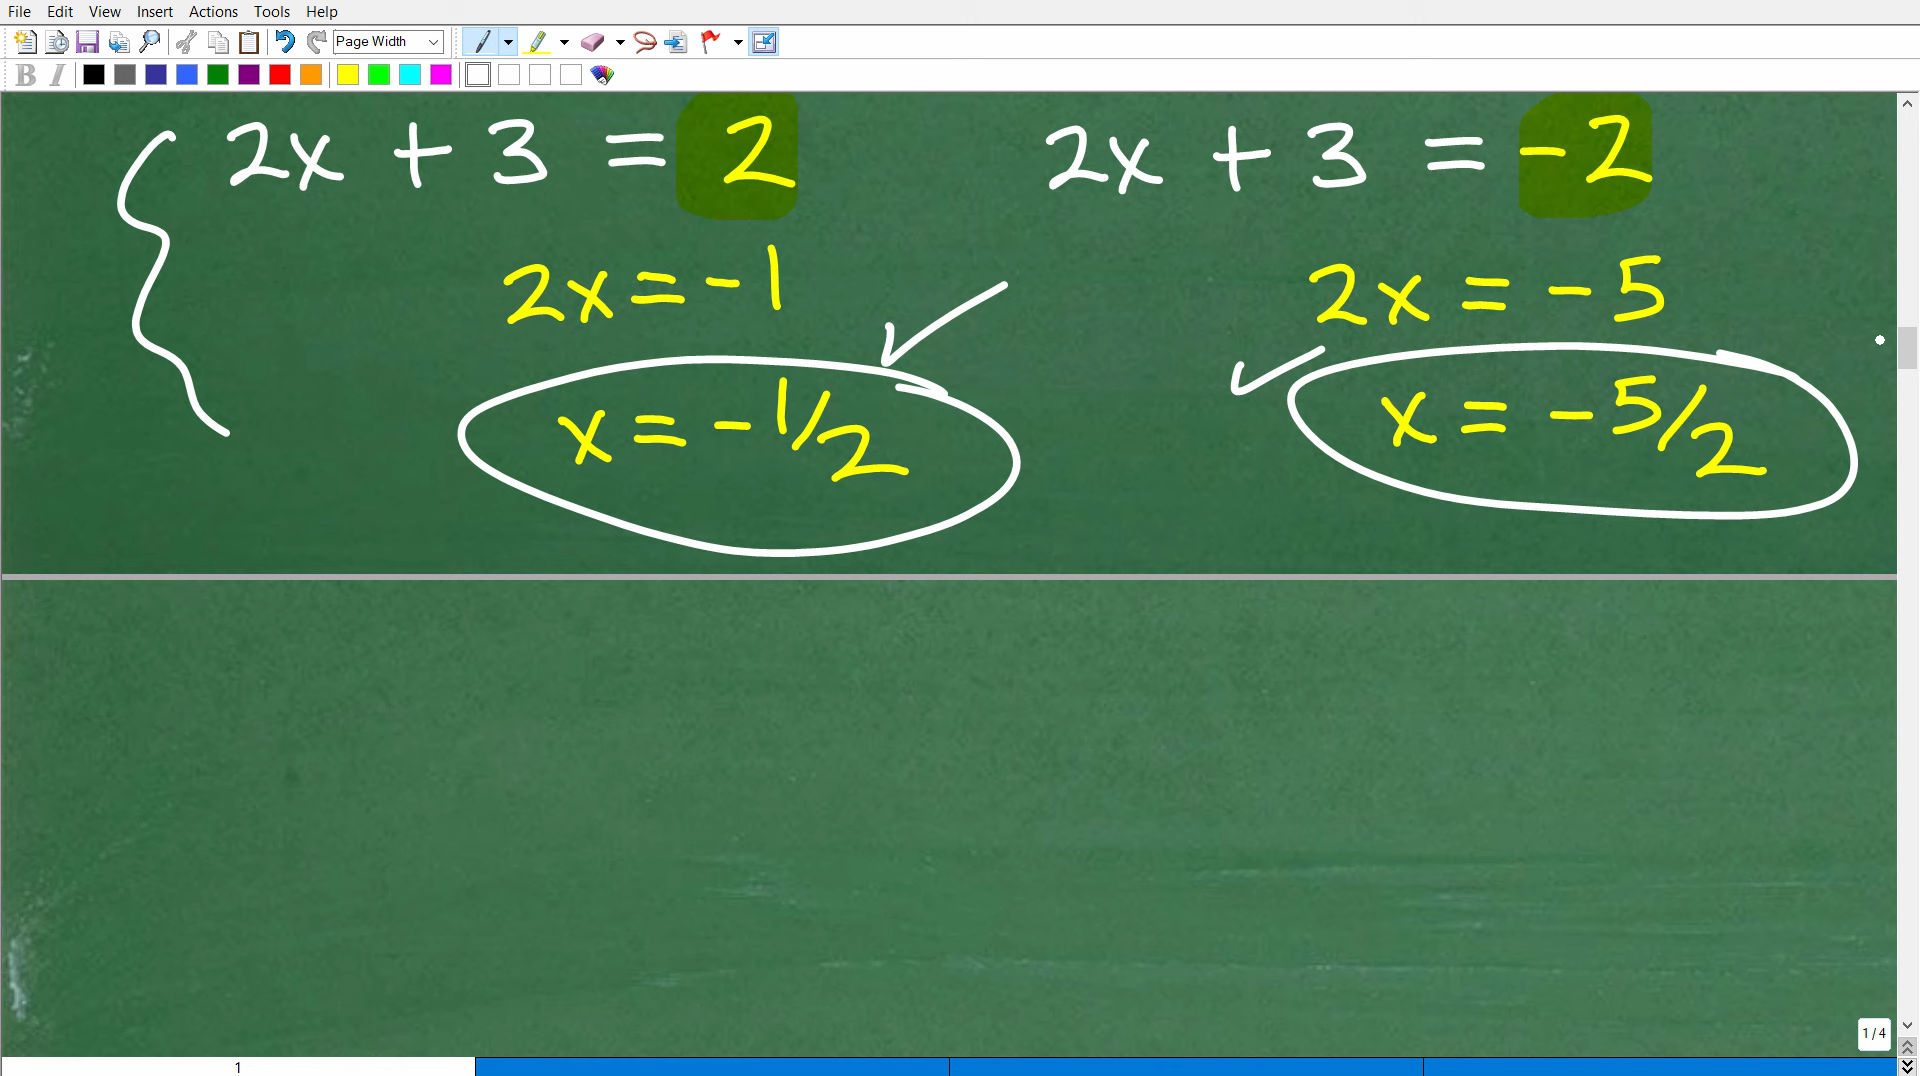 File Edit View Insert Actions Tools Help
Page Width
B I
2x + 3 = 2
2x = -1
x = -1/2
2x + 3 = -2
2x = -5
x = -5/2
1 / 4
1